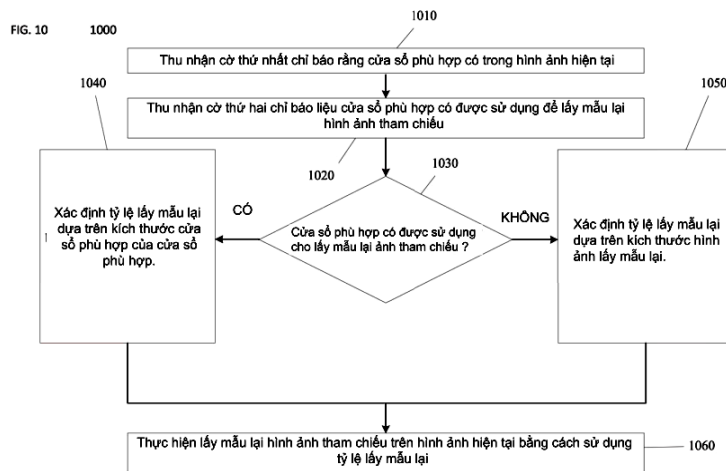 FIG. 10 1000
1010
Thu nhận cờ thứ nhất chỉ báo rằng cửa sổ phù hợp có trong hình ảnh hiện tại
1040
1050
Thu nhận cờ thứ hai chỉ báo liệu cửa sổ phù hợp có được sử dụng để lấy mẫu lại
hình ảnh tham chiếu
1020
1030
Xác định tỷ lệ lấy mẫu lại
dựa trên kích thước cửa
sổ phù hợp của cửa sổ
phù hợp.
CÓ
Cửa sổ phù hợp có được sử dụng
cho lấy mẫu lại ảnh tham chiếu ?
KHÔNG
Xác định tỷ lệ lấy mẫu lại
dựa trên kích thước hình
ảnh lấy mẫu lại.
Thực hiện lấy mẫu lại hình ảnh tham chiếu trên hình ảnh hiện tại bằng cách sử dụng
tỷ lệ lấy mẫu lại
1060